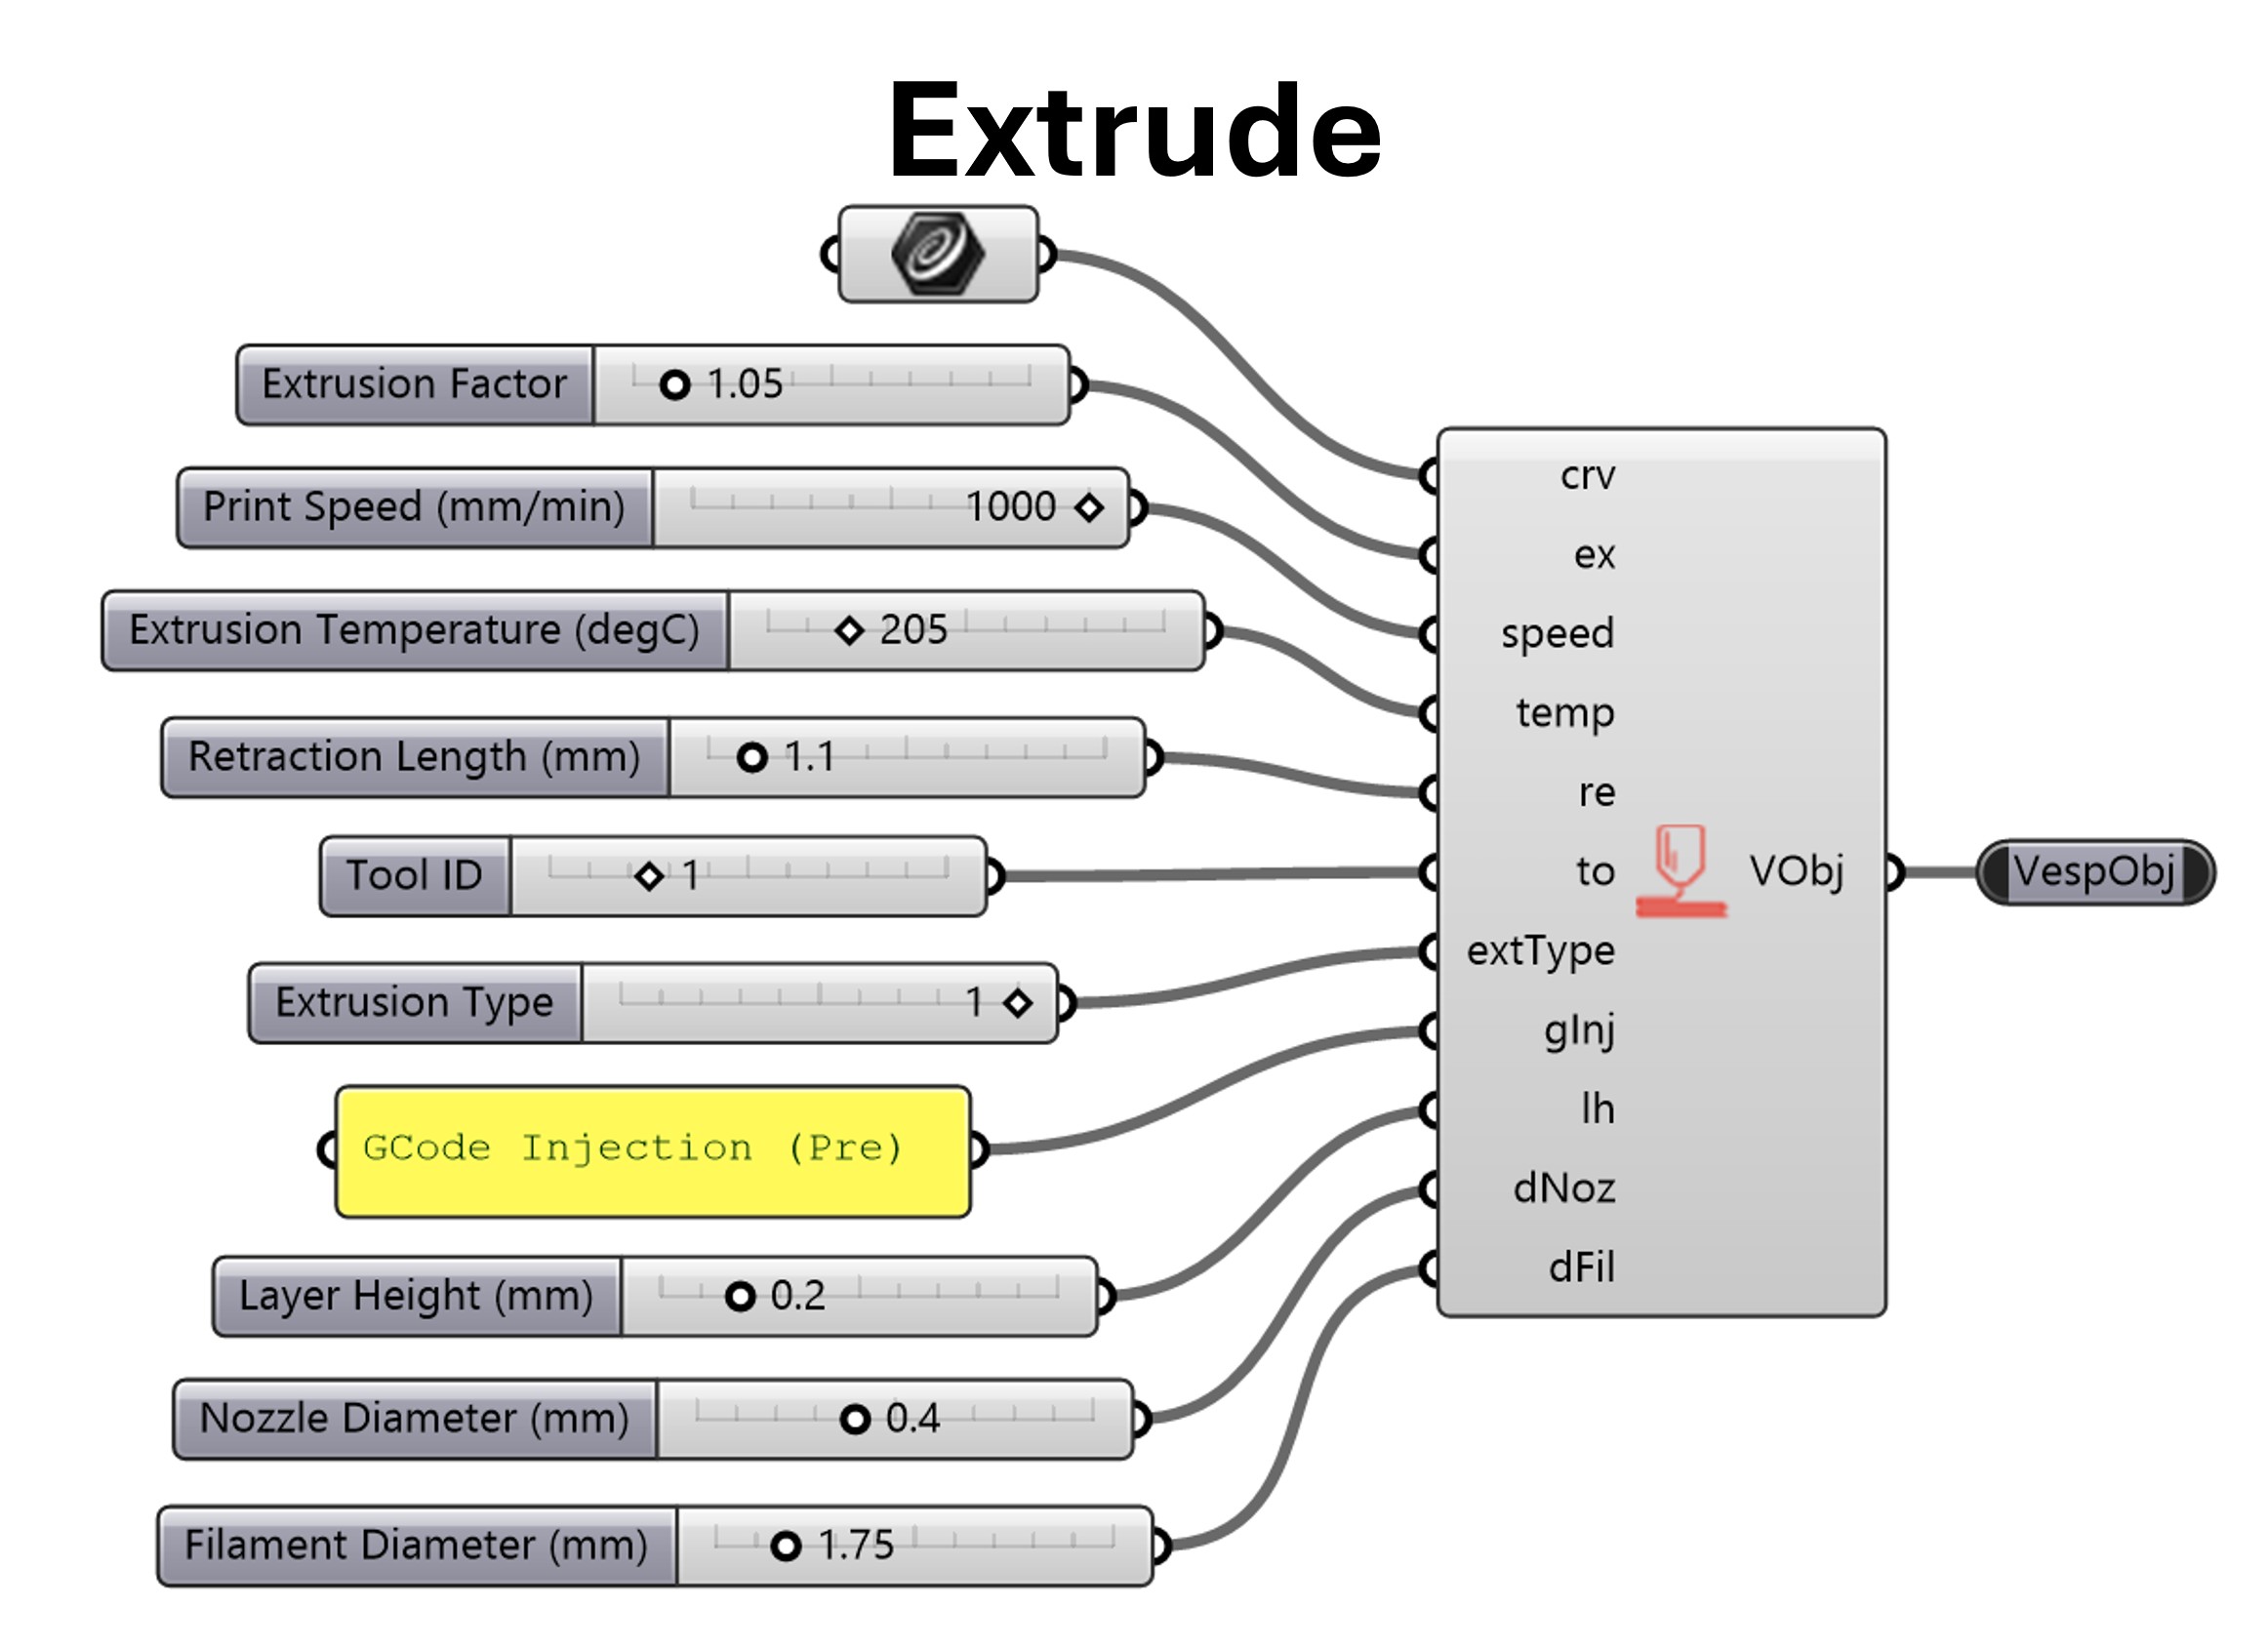 Extrude
Extrusion Factor 1.05
Print Speed (mm/min) 1000
Extrusion Temperature (degC) 205
Retraction Length (mm) 1.1
Tool ID 1
Extrusion Type 1
GCode Injection (Pre)
Layer Height (mm) 0.2
Nozzle Diameter (mm) 0.4
Filament Diameter (mm) 1.75
crv
ex
speed
temp
re
to
extType
gInj
lh
dNoz
dFil
VObj
VespObj